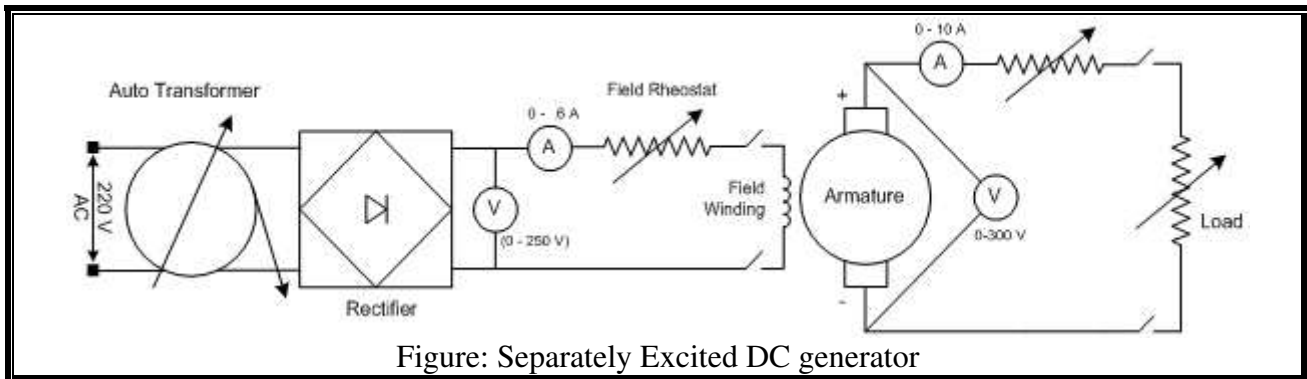 0 - 10 A
A
Auto Transformer
Field Rheostat
0 - 6 A
A
+
220 V
AC
V
(0 - 250 V)
Field
Winding
Armature
V
0-300 V
Load
Rectifier
-
Figure: Separately Excited DC generator